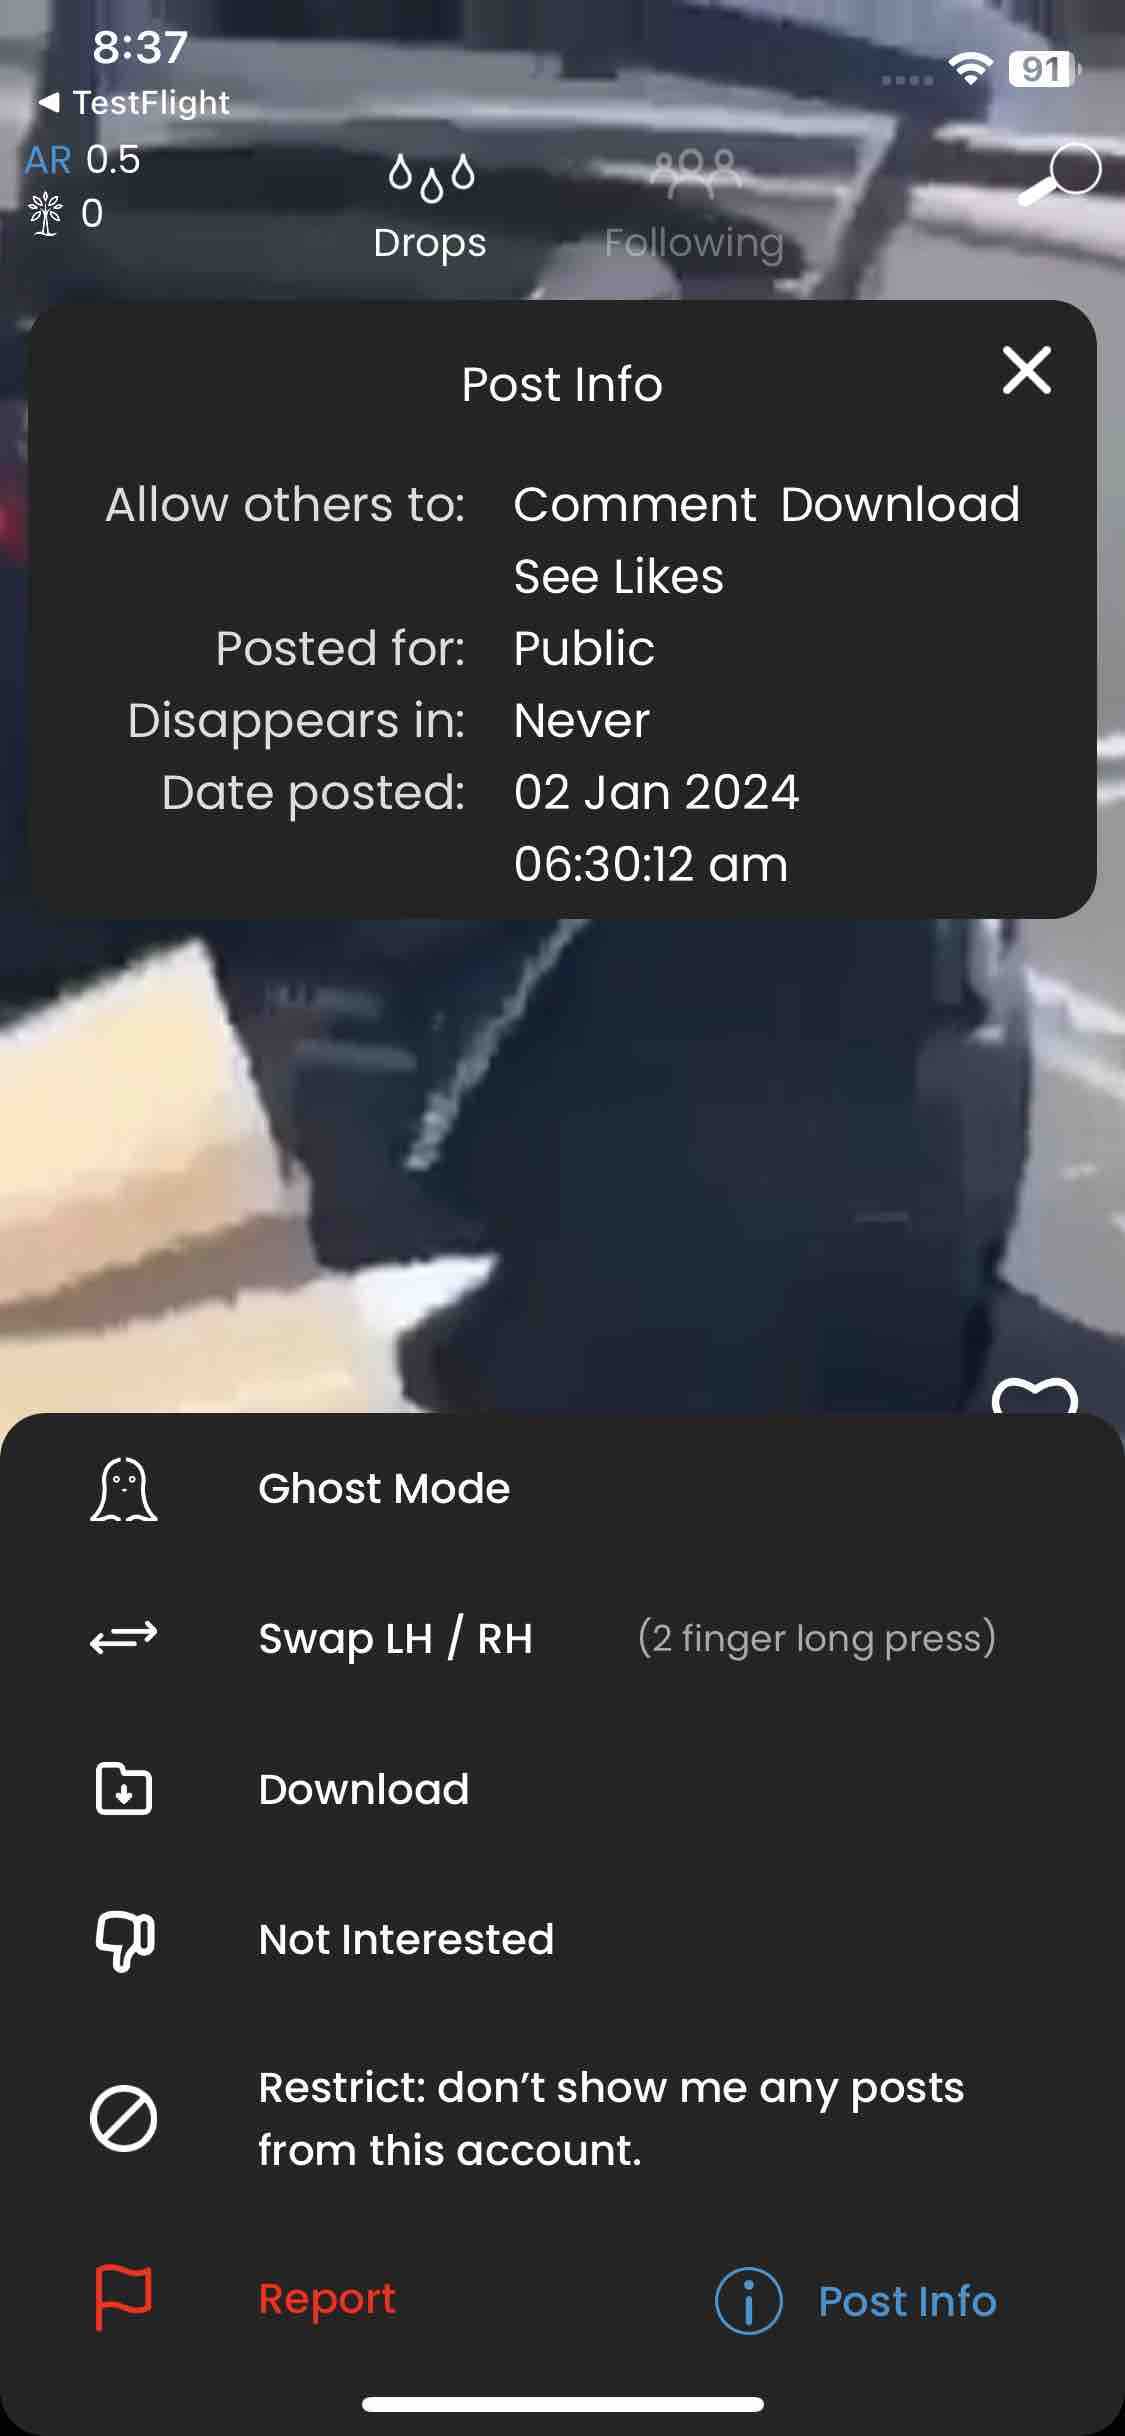 8:37
91
◀ TestFlight
AR 0.5
0
Drops
Following
Post Info
Allow others to: Comment Download
See Likes
Posted for: Public
Disappears in: Never
Date posted: 02 Jan 2024
06:30:12 am
Ghost Mode
Swap LH / RH (2 finger long press)
Download
Not Interested
Restrict: don’t show me any posts
from this account.
Report
Post Info